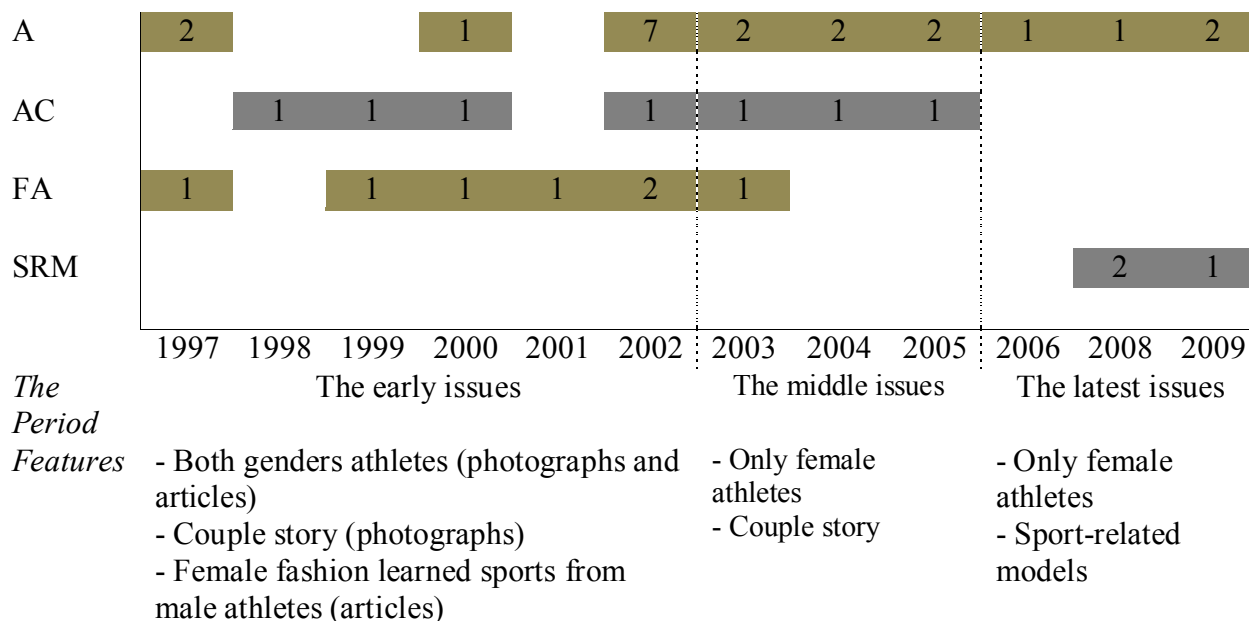 A 2 1 7 2 2 2 1 1 2
AC 1 1 1 1 1 1 1
FA 1 1 1 1 2 1
SRM 2 1
1997 1998 1999 2000 2001 2002 2003 2004 2005 2006 2008 2009
The Period The early issues The middle issues The latest issues
Features
- Both genders athletes (photographs and
articles)
- Couple story (photographs)
- Female fashion learned sports from
male athletes (articles)
- Only female
athletes
- Couple story
- Only female
athletes
- Sport-related
models